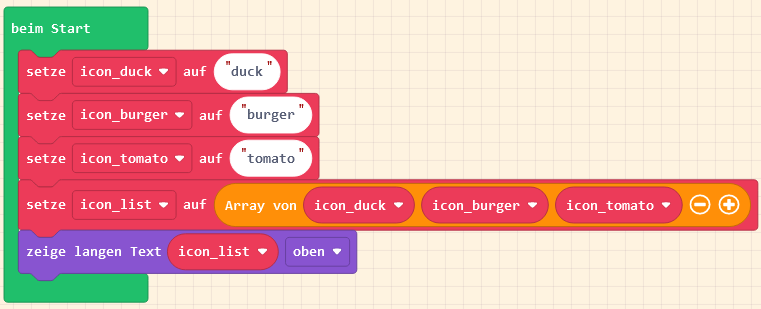 beim Start
setze icon_duck auf "duck"
setze icon_burger auf "burger"
setze icon_tomato auf "tomato"
setze icon_list auf Array von icon_duck icon_burger icon_tomato
zeige langen Text icon_list oben